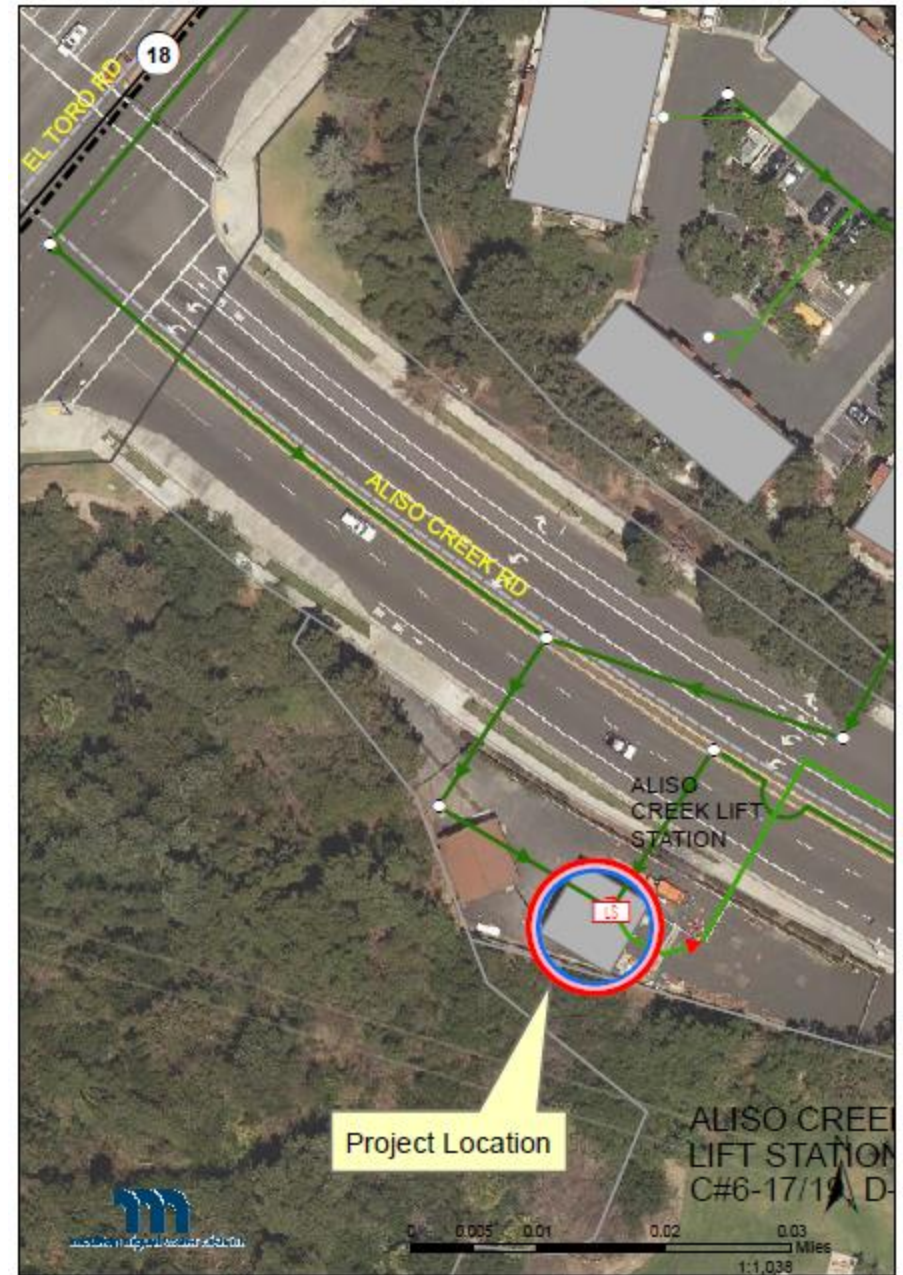 18
EL TORO RD
ALISO CREEK RD
ALISO
CREEK LIFT
STATION
LS
Project Location
ALISO CREE
LIFT STATION
C#6-17/19, D-
0 0.005 0.01 0.02 0.03
Miles
1:1,038